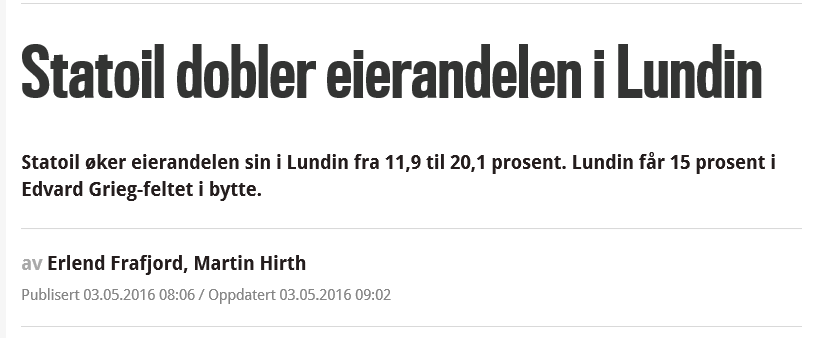 Statoil dobler eierandelen i Lundin
Statoil øker eierandelen sin i Lundin fra 11,9 til 20,1 prosent. Lundin får 15 prosent i
Edvard Grieg-feltet i bytte.
av Erlend Frafjord, Martin Hirth
Publisert 03.05.2016 08:06 / Oppdatert 03.05.2016 09:02